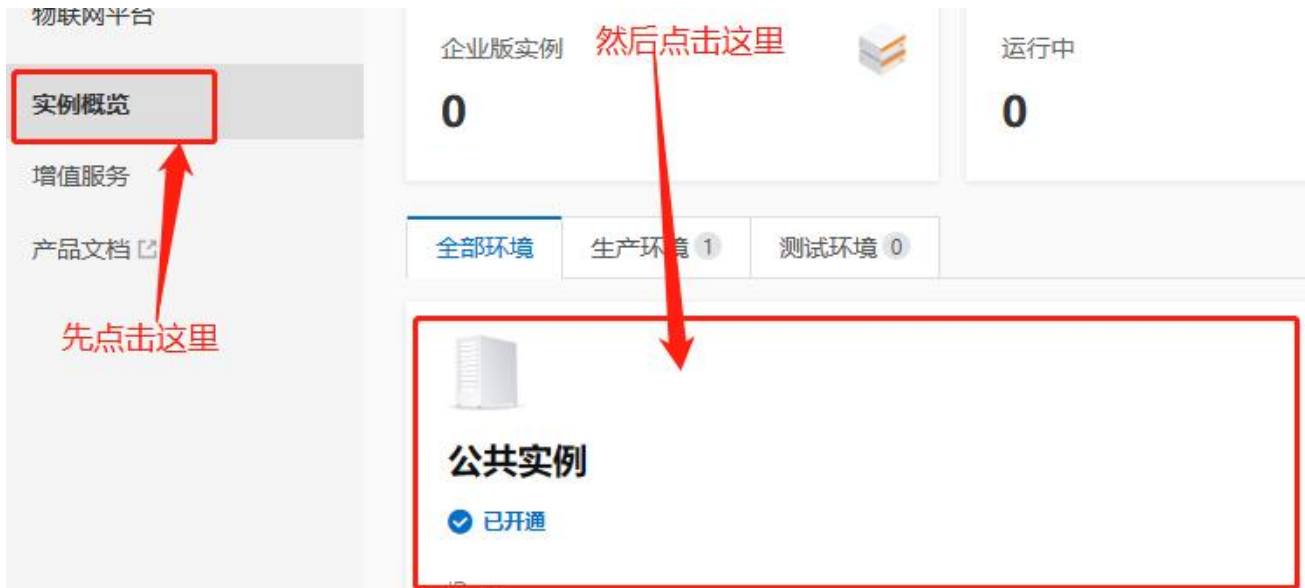 物联网平台
实例概览
增值服务
产品文档
先点击这里
企业版实例
0
然后点击这里
运行中
0
全部环境 生产环境 1 测试环境 0
公共实例
已开通